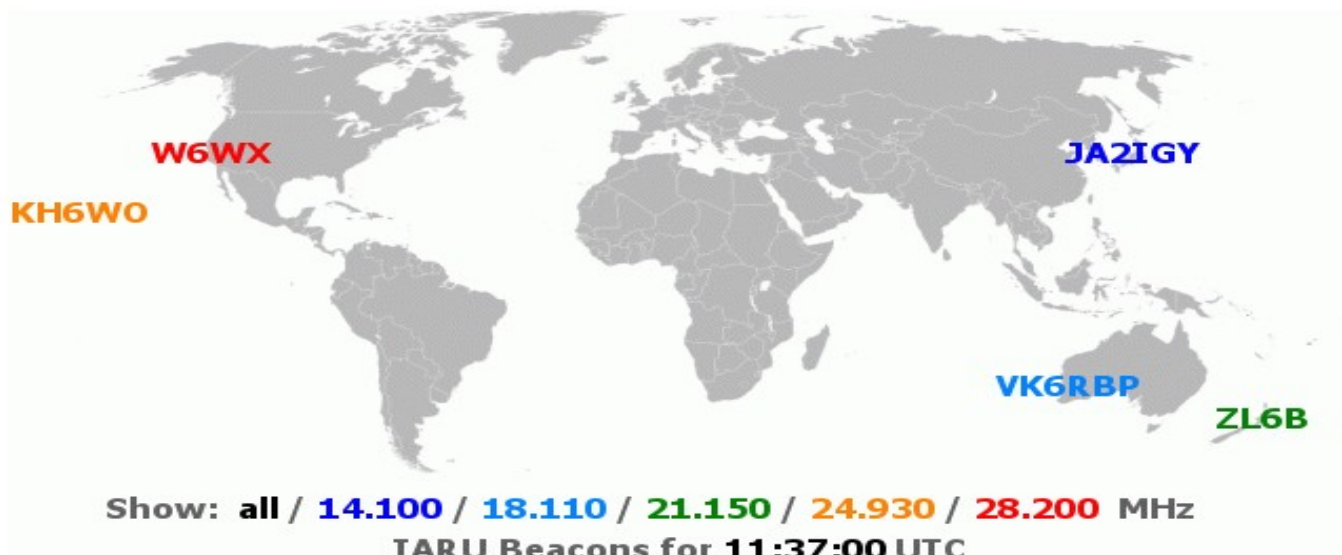 W6WX
JA2IGY
KH6WO
VK6RBP
ZL6B
Show: all / 14.100 / 18.110 / 21.150 / 24.930 / 28.200 MHz
IARU Beacons for 11:37:00 UTC